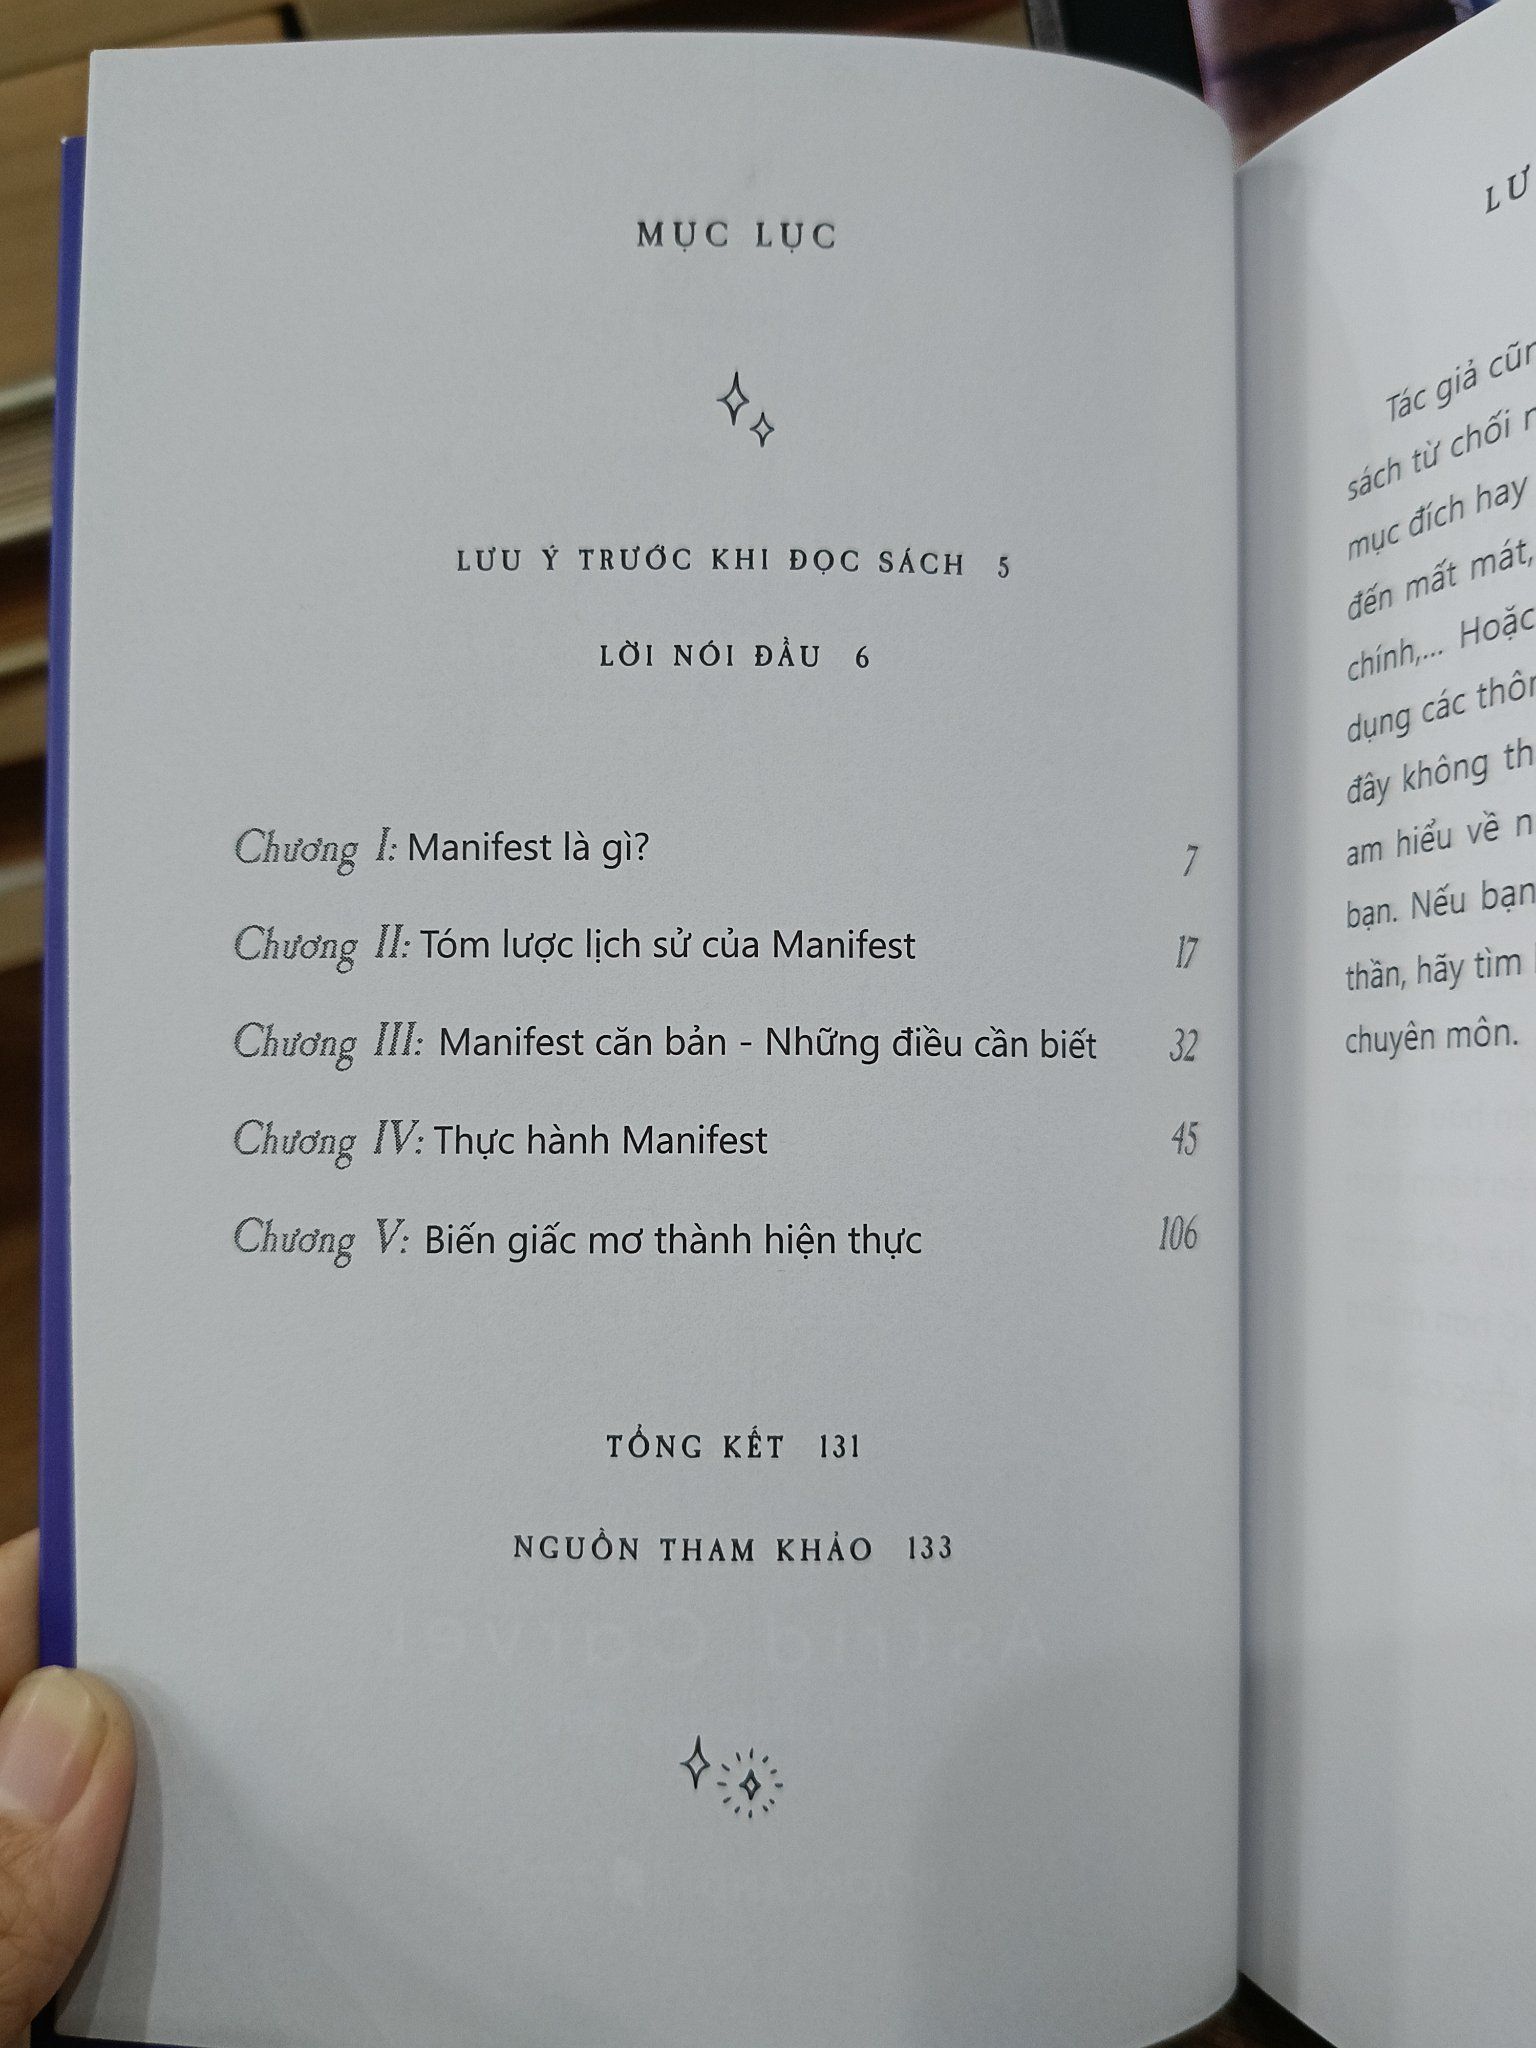 MỤC LỤC
LƯU Ý TRƯỚC KHI ĐỌC SÁCH 5
LỜI NÓI ĐẦU 6
Chương I: Manifest là gì? 7
Chương II: Tóm lược lịch sử của Manifest 17
Chương III: Manifest căn bản - Những điều cần biết 32
Chương IV: Thực hành Manifest 45
Chương V: Biến giấc mơ thành hiện thực 106
TỔNG KẾT 131
NGUỒN THAM KHẢO 133
Astrid Carvel
LƯ
Tác giả
sách từ chối
mục đích hay
đến mất mát,
chính,... Hoặc
dụng các
đây không
am hiểu về
bạn. Nếu bạn
thần, hãy tìm
chuyên môn.